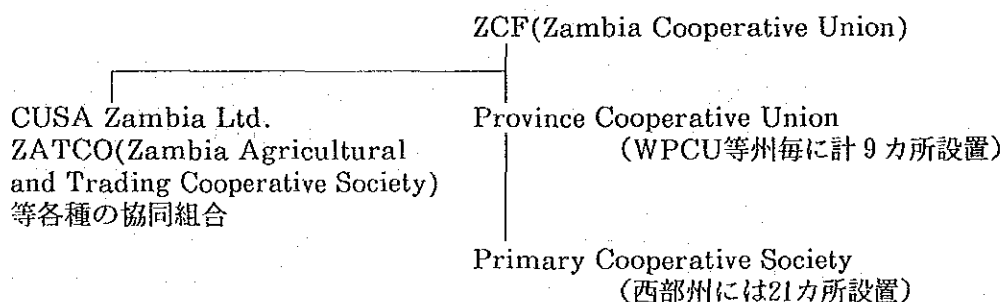 ZCF(Zambia Cooperative Union)
CUSA Zambia Ltd.
ZATCO(Zambia Agricultural
and Trading Cooperative Society)
等各種の協同組合
Province Cooperative Union
(WPCU等州毎に計9カ所設置)
Primary Cooperative Society
(西部州には21カ所設置)